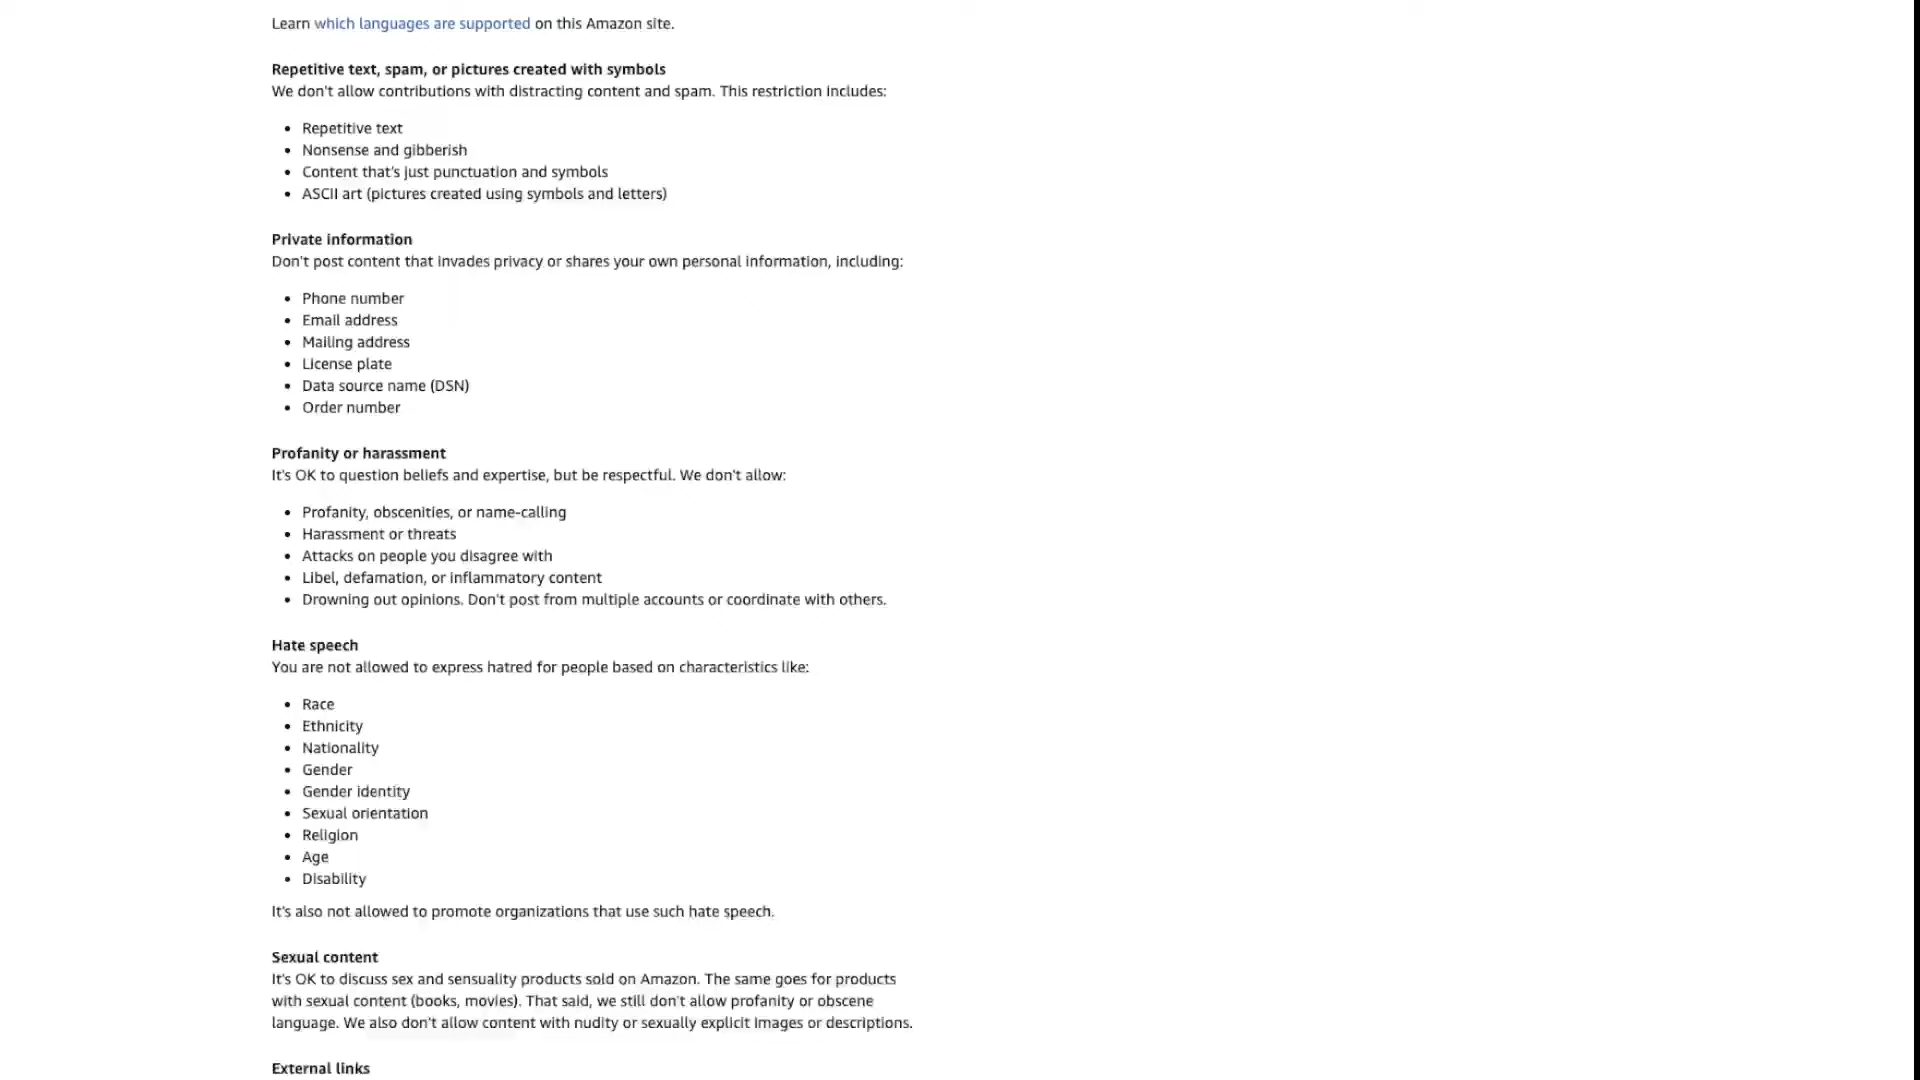 Learn which languages are supported on this Amazon site.
Repetitive text, spam, or pictures created with symbols
We don't allow contributions with distracting content and spam. This restriction includes:
• Repetitive text
• Nonsense and gibberish
• Content that's just punctuation and symbols
• ASCII art (pictures created using symbols and letters)
Private information
Don't post content that invades privacy or shares your own personal information, including:
• Phone number
• Email address
• Mailing address
• License plate
• Data source name (DSN)
• Order number
Profanity or harassment
It's OK to question beliefs and expertise, but be respectful. We don't allow:
• Profanity, obscenities, or name-calling
• Harassment or threats
• Attacks on people you disagree with
• Libel, defamation, or inflammatory content
• Drowning out opinions. Don't post from multiple accounts or coordinate with others.
Hate speech
You are not allowed to express hatred for people based on characteristics like:
• Race
• Ethnicity
• Nationality
• Gender
• Gender identity
• Sexual orientation
• Religion
• Age
• Disability
It's also not allowed to promote organizations that use such hate speech.
Sexual content
It's OK to discuss sex and sensuality products sold on Amazon. The same goes for products
with sexual content (books, movies). That said, we still don't allow profanity or obscene
language. We also don't allow content with nudity or sexually explicit images or descriptions.
External links